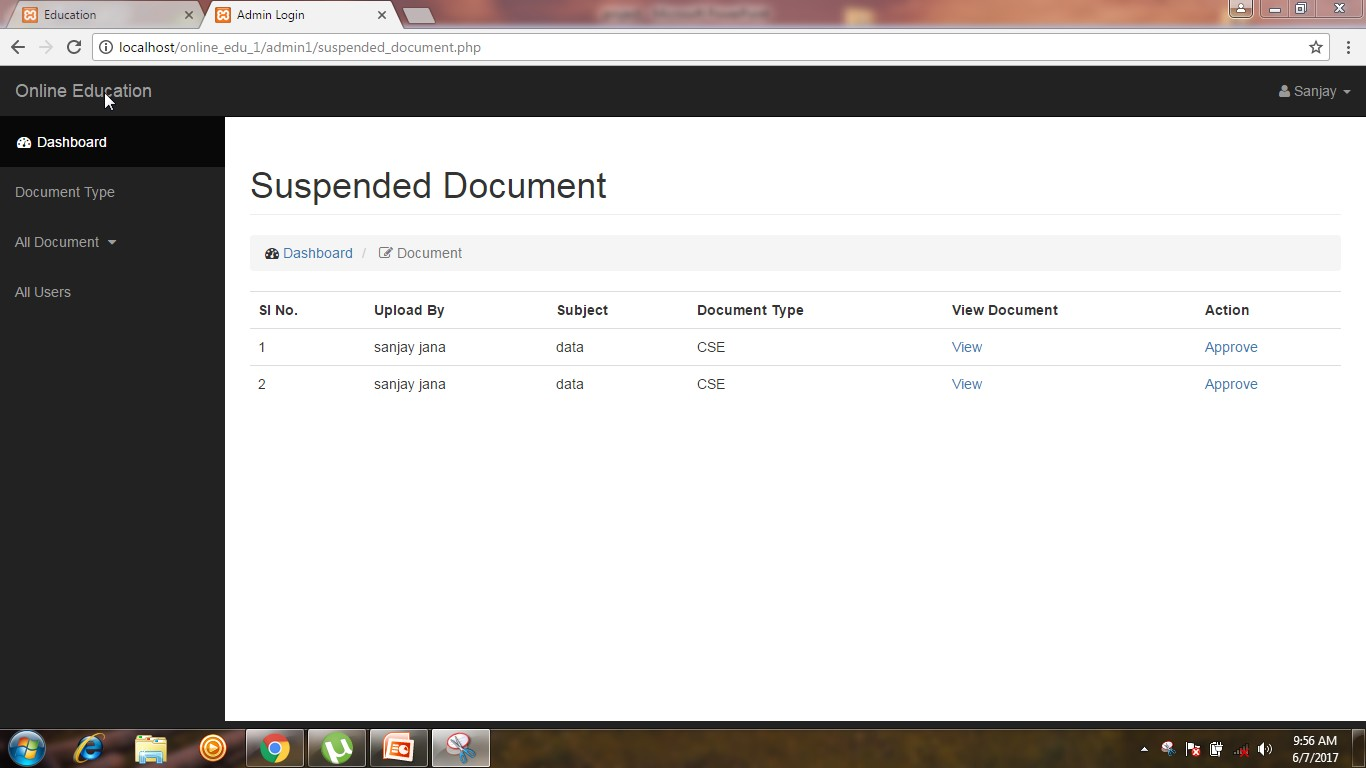 Education
Admin Login
localhost/online_edu_1/admin1/suspended_document.php
Online Education
Sanjay
Dashboard
Document Type
All Document
All Users
Suspended Document
Dashboard / Document
Sl No. Upload By Subject Document Type View Document Action
1 sanjay jana data CSE View Approve
2 sanjay jana data CSE View Approve
9:56 AM
6/7/2017